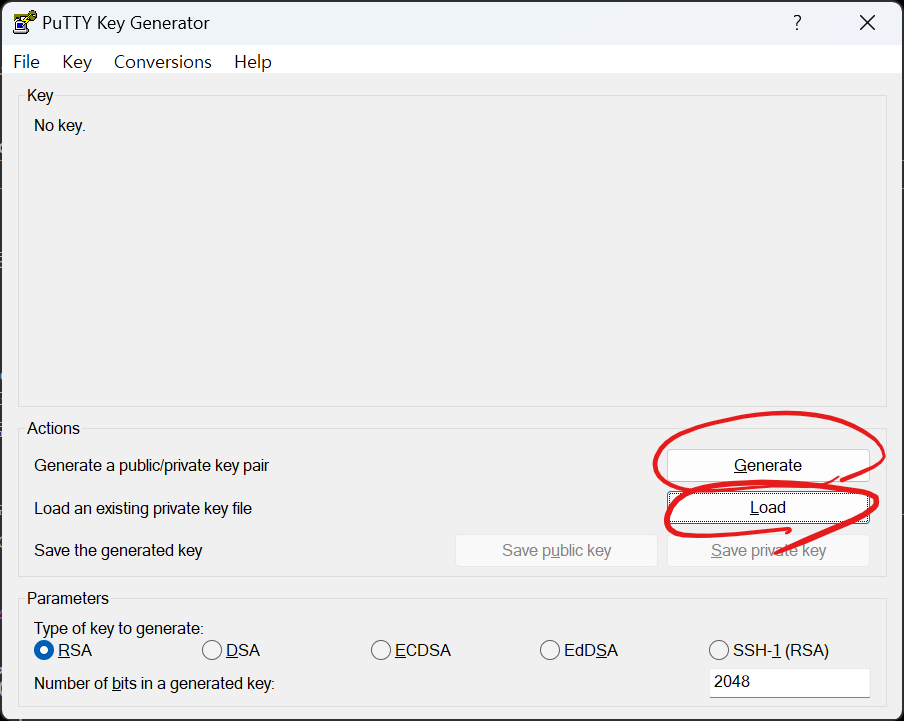 PuTTY Key Generator ?
File Key Conversions Help
Key
No key.
Actions
Generate a public/private key pair Generate
Load an existing private key file Load
Save the generated key Save public key Save private key
Parameters
Type of key to generate:
RSA DSA ECDSA EdDSA SSH-1 (RSA)
Number of bits in a generated key: 2048